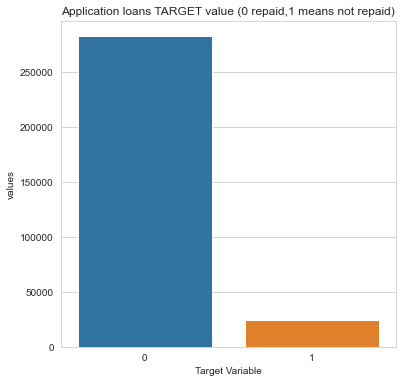 Application loans TARGET value (0 repaid,1 means not repaid)
250000
200000
150000
100000
50000
0
values
0 1
Target Variable